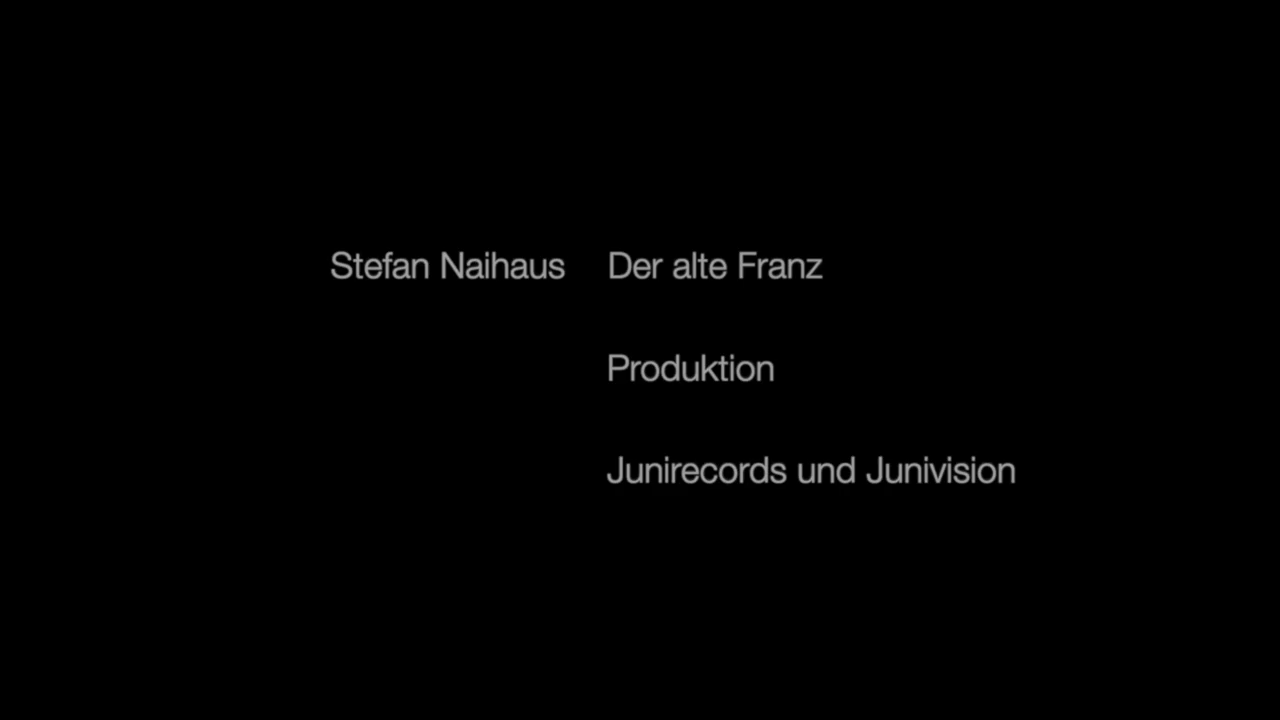 Stefan Naihaus Der alte Franz
Produktion
Junirecords und Junivision